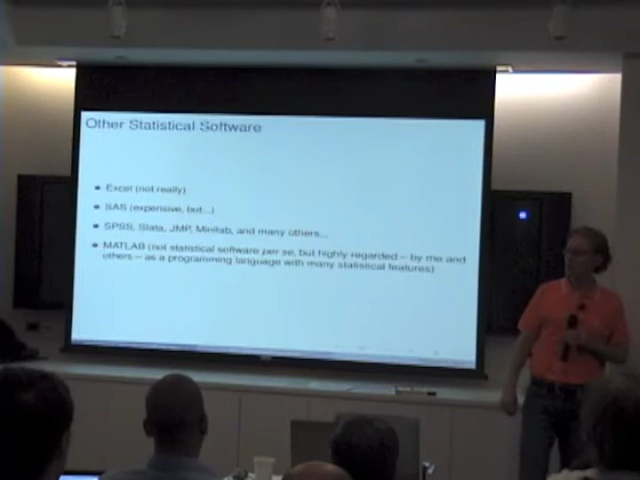 Other Statistical Software
Excel (not really)
SAS (expensive, but...)
SPSS, Stata, JMP, Minitab, and many others...
MATLAB (not statistical software per se, but highly regarded – by me and
others – as a programming language with many statistical features)